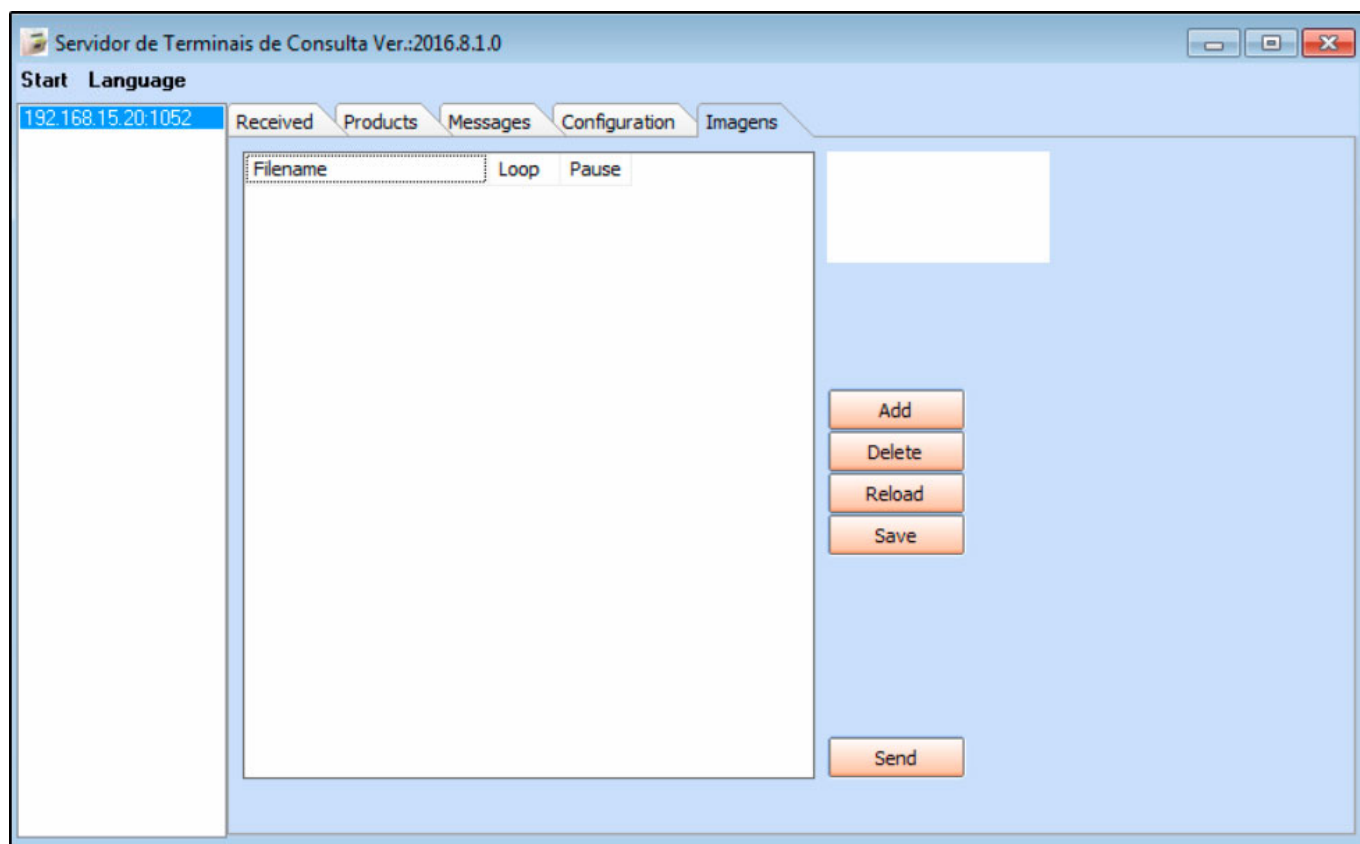 Servidor de Terminais de Consulta Ver.:2016.8.1.0
Start Language
192.168.15.20:1052
Received Products Messages Configuration Imagens
Filename Loop Pause
Add
Delete
Reload
Save
Send